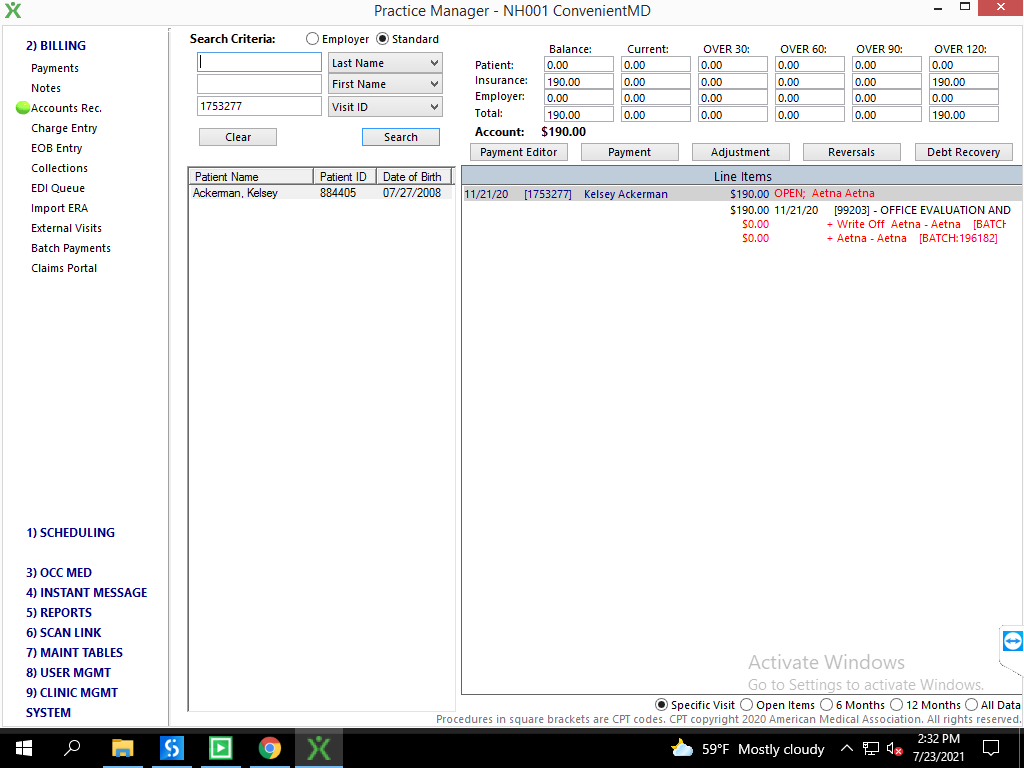 Practice Manager - NH001 ConvenientMD
2) BILLING
Payments
Notes
Accounts Rec.
Charge Entry
EOB Entry
Collections
EDI Queue
Import ERA
External Visits
Batch Payments
Claims Portal
1) SCHEDULING
3) OCC MED
4) INSTANT MESSAGE
5) REPORTS
6) SCAN LINK
7) MAINT TABLES
8) USER MGMT
9) CLINIC MGMT
SYSTEM
Search Criteria: Employer Standard
Last Name
First Name
1753277 Visit ID
Clear Search
Balance: Current: OVER 30: OVER 60: OVER 90: OVER 120:
Patient: 0.00 0.00 0.00 0.00 0.00 0.00
Insurance: 190.00 0.00 0.00 0.00 0.00 190.00
Employer: 0.00 0.00 0.00 0.00 0.00 0.00
Total: 190.00 0.00 0.00 0.00 0.00 190.00
Account: $190.00
Payment Editor Payment Adjustment Reversals Debt Recovery
Patient Name Patient ID Date of Birth
Ackerman, Kelsey 884405 07/27/2008
Line Items
11/21/20 [1753277] Kelsey Ackerman $190.00 OPEN; Aetna Aetna
$190.00 11/21/20 [99203] - OFFICE EVALUATION AND
$0.00 + Write Off Aetna - Aetna [BATCH
$0.00 + Aetna - Aetna [BATCH:196182]
Activate Windows
Go to Settings to activate Windows.
Specific Visit Open Items 6 Months 12 Months All Data
Procedures in square brackets are CPT codes. CPT copyright 2020 American Medical Association. All rights reserved.
59°F Mostly cloudy
2:32 PM
7/23/2021